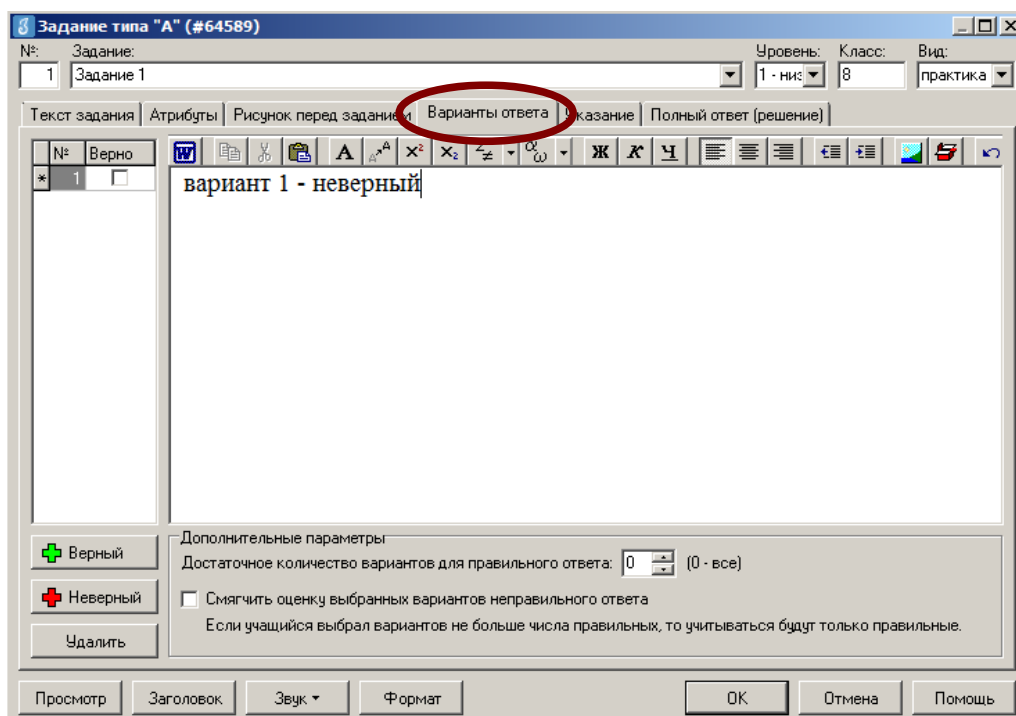 Задание типа "А" (#64589)
№: Задание: Уровень: Класс: Вид:
1 Задание 1 1 - низ 8 практика
Текст задания Атрибуты Рисунок перед заданием Варианты ответа Указание Полный ответ (решение)
№ Верно
* 1
вариант 1 - неверный
Верный
Неверный
Удалить
Дополнительные параметры
Достаточное количество вариантов для правильного ответа: 0 (0 - все)
Смягчить оценку выбранных вариантов неправильного ответа
Если учащийся выбрал вариантов не больше числа правильных, то учитываться будут только правильные.
Просмотр Заголовок Звук Формат OK Отмена Помощь